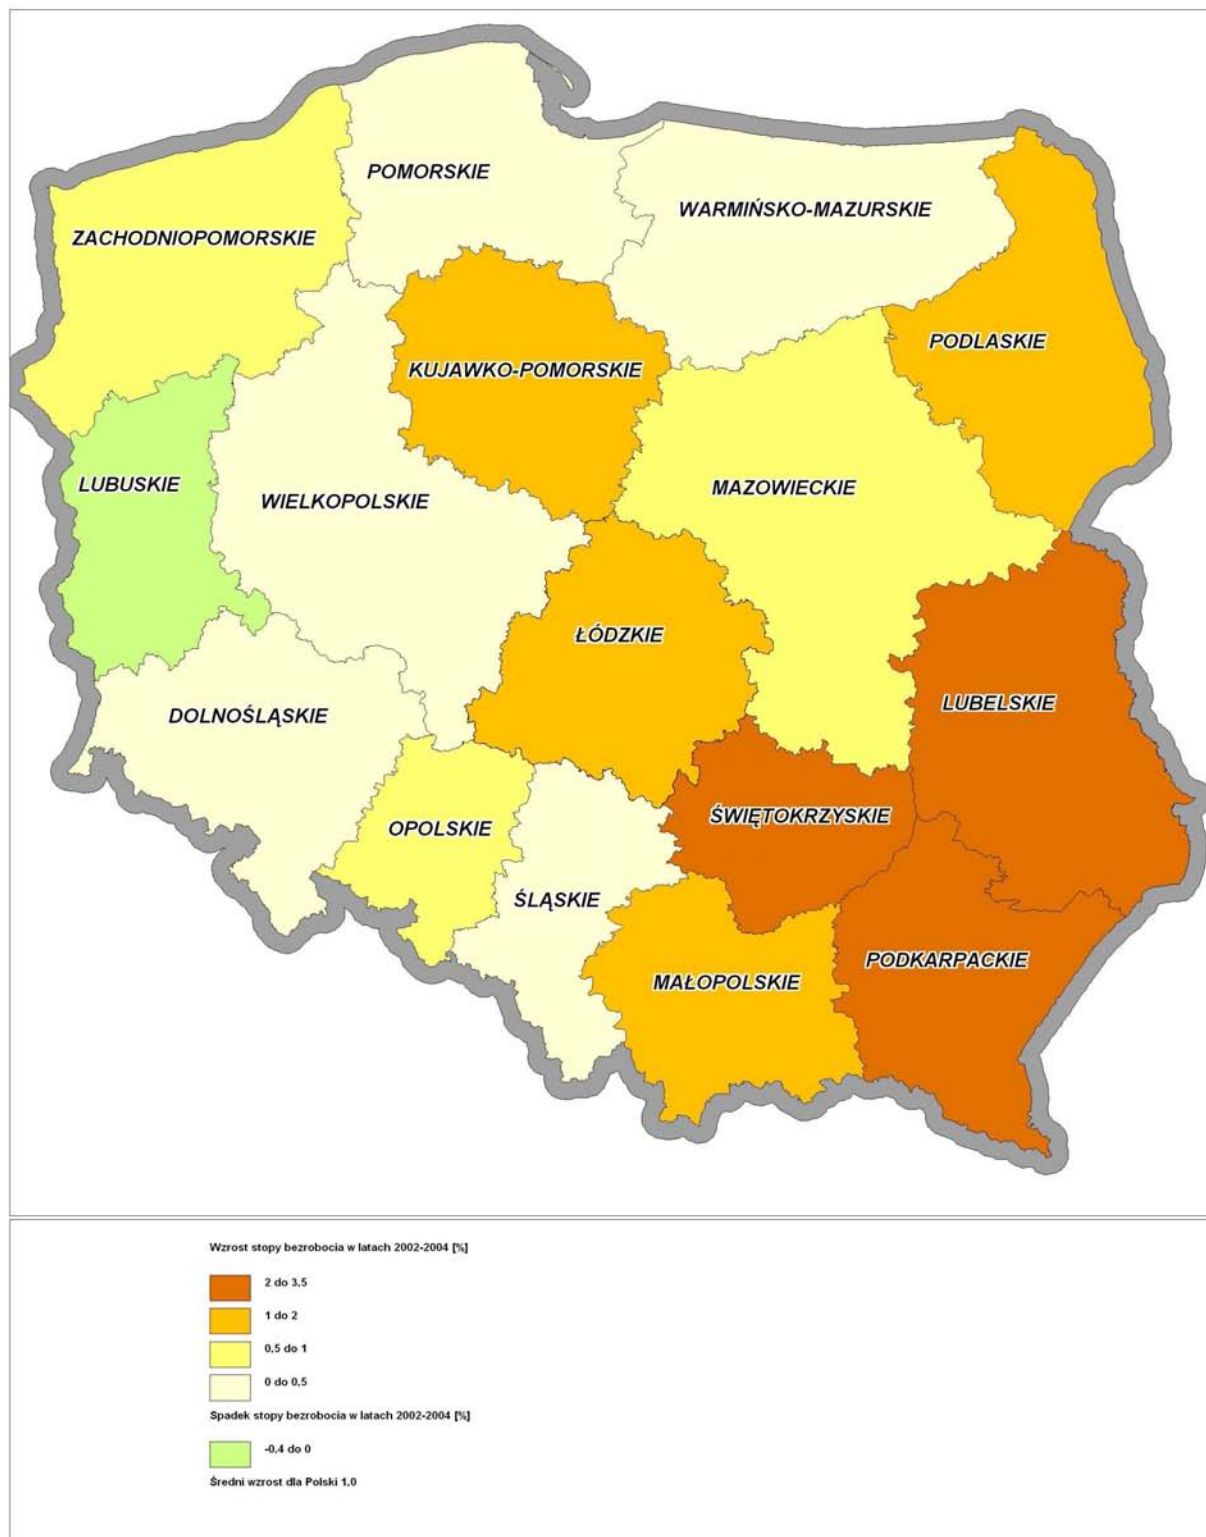 POMORSKIE
WARMIŃSKO-MAZURSKIE
ZACHODNIOPOMORSKIE
PODLASKIE
KUJAWKO-POMORSKIE
LUBUSKIE
WIELKOPOLSKIE
MAZOWIECKIE
ŁÓDZKIE
LUBELSKIE
DOLNOŚLĄSKIE
ŚWIĘTOKRZYSKIE
OPOLSKIE
ŚLĄSKIE
PODKARPACKIE
MAŁOPOLSKIE
Wzrost stopy bezrobocia w latach 2002-2004 [%]
2 do 3,5
1 do 2
0,5 do 1
0 do 0,5
Spadek stopy bezrobocia w latach 2002-2004 [%]
-0.4 do 0
Średni wzrost dla Polski 1,0